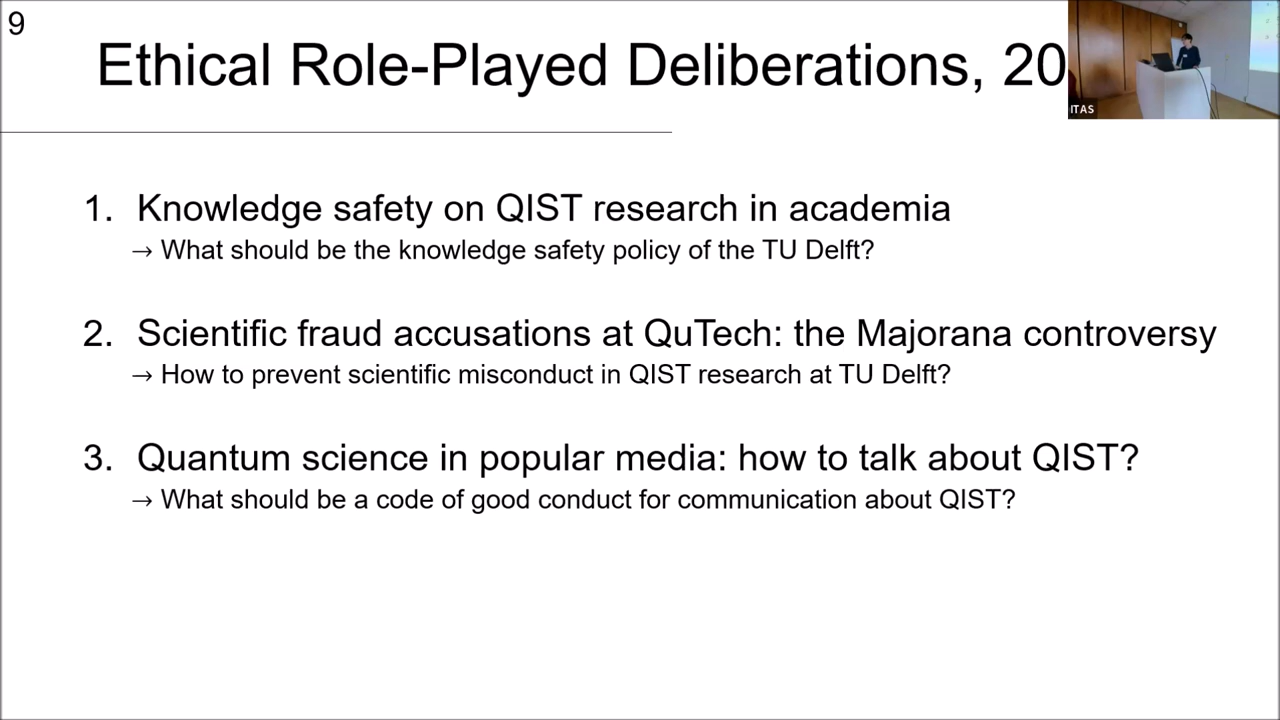 9
Ethical Role-Played Deliberations, 20
ITAS
1. Knowledge safety on QIST research in academia
→ What should be the knowledge safety policy of the TU Delft?
2. Scientific fraud accusations at QuTech: the Majorana controversy
→ How to prevent scientific misconduct in QIST research at TU Delft?
3. Quantum science in popular media: how to talk about QIST?
→ What should be a code of good conduct for communication about QIST?